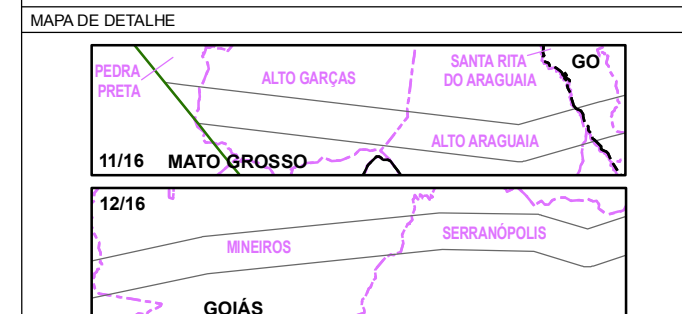 MAPA DE DETALHE
PEDRA
PRETA
ALTO GARÇAS
SANTA RITA
DO ARAGUAIA
GO
ALTO ARAGUAIA
11/16 MATO GROSSO
12/16
MINEIROS
SERRANÓPOLIS
GOIÁS